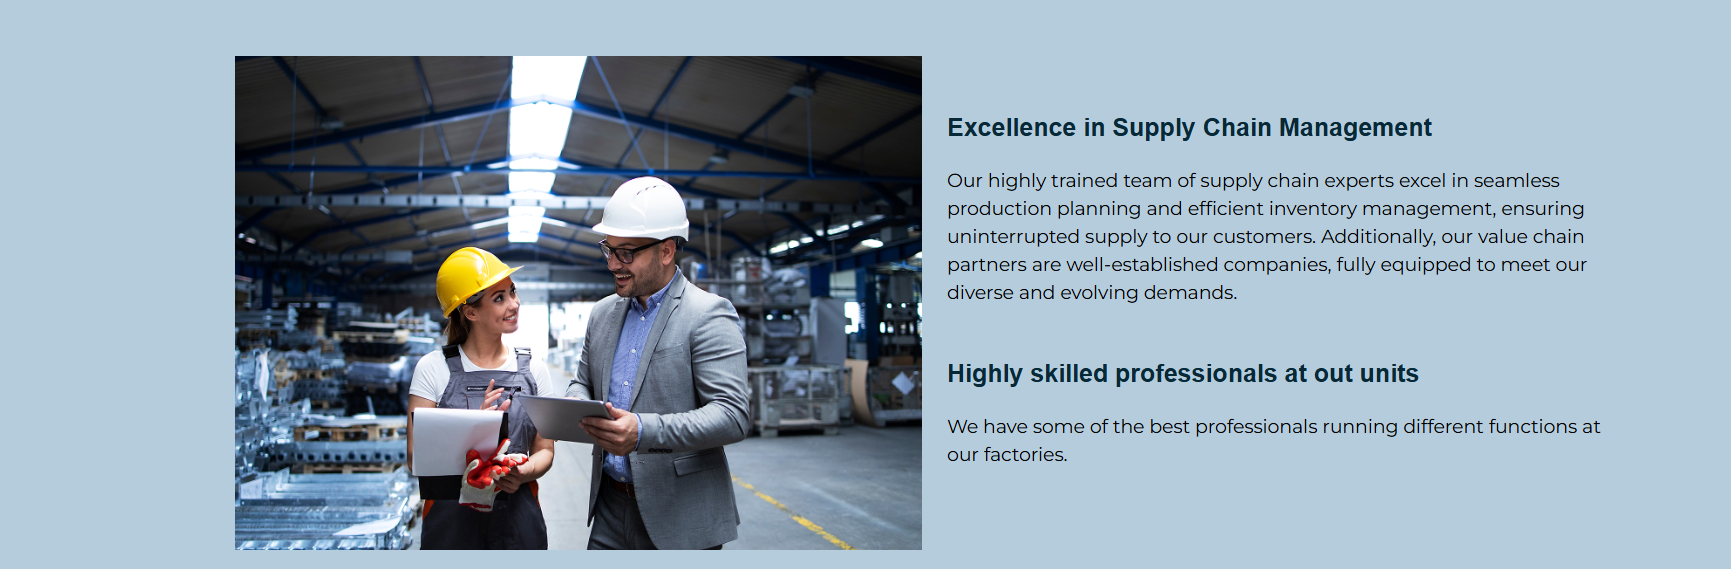 Excellence in Supply Chain Management
Our highly trained team of supply chain experts excel in seamless
production planning and efficient inventory management, ensuring
uninterrupted supply to our customers. Additionally, our value chain
partners are well-established companies, fully equipped to meet our
diverse and evolving demands.
Highly skilled professionals at out units
We have some of the best professionals running different functions at
our factories.